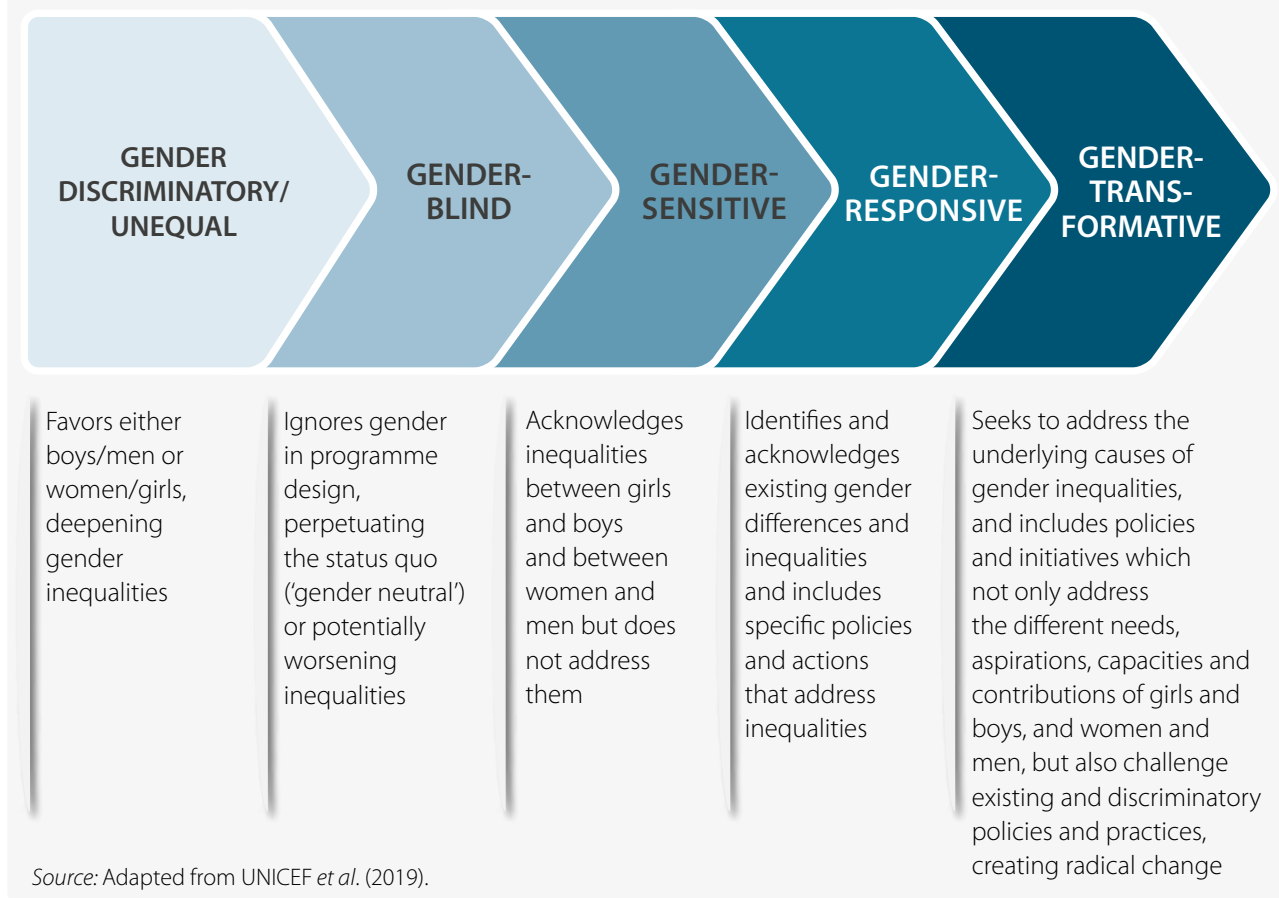 GENDER
DISCRIMINATORY/
UNEQUAL
GENDER-
BLIND
GENDER-
SENSITIVE
GENDER-
RESPONSIVE
GENDER-
TRANS-
FORMATIVE
Favors either
boys/men or
women/girls,
deepening
gender
inequalities
Ignores gender
in programme
design,
perpetuating
the status quo
(‘gender neutral’)
or potentially
worsening
inequalities
Acknowledges
inequalities
between girls
and boys
and between
women and
men but does
not address
them
Identifies and
acknowledges
existing gender
differences and
inequalities
and includes
specific policies
and actions
that address
inequalities
Seeks to address the
underlying causes of
gender inequalities,
and includes policies
and initiatives which
not only address
the different needs,
aspirations, capacities and
contributions of girls and
boys, and women and
men, but also challenge
existing and discriminatory
policies and practices,
creating radical change
Source: Adapted from UNICEF et al. (2019).